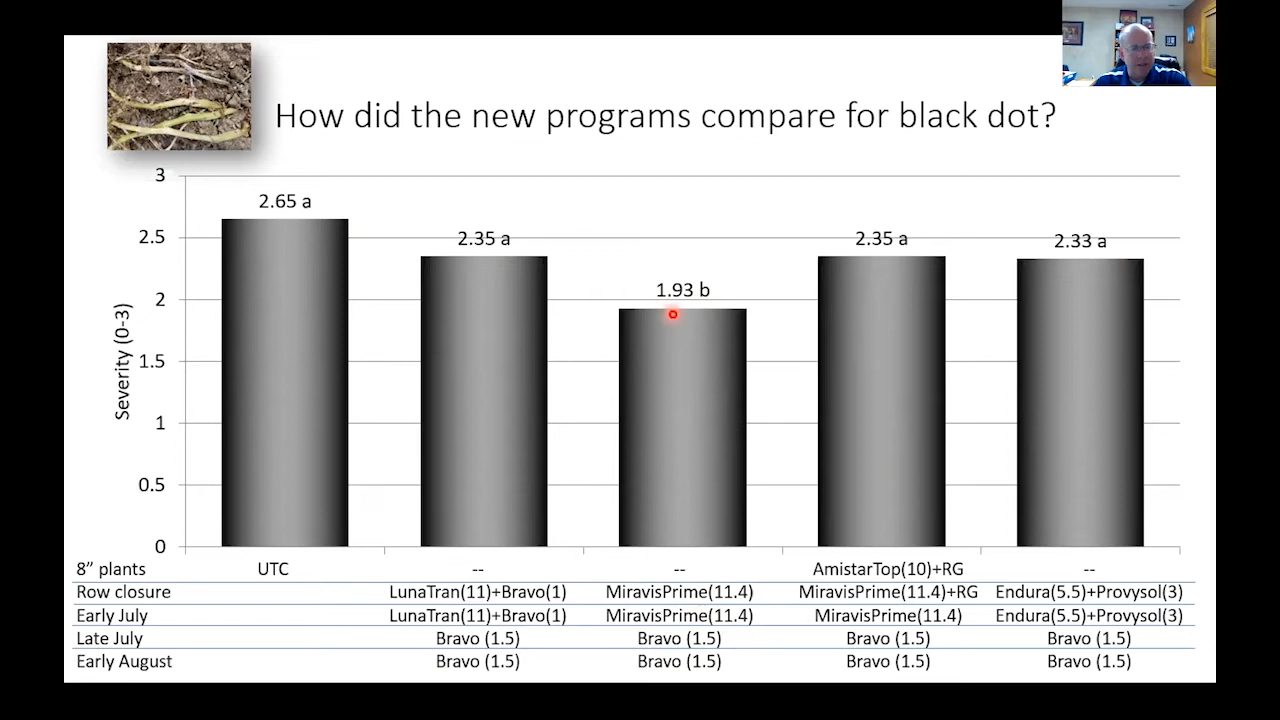 How did the new programs compare for black dot?
3
2.5
2
1.5
1
0.5
0
Severity (0-3)
2.65 a
2.35 a
1.93 b
2.35 a
2.33 a
8” plants UTC -- -- AmistarTop(10)+RG --
Row closure LunaTran(11)+Bravo(1) MiravisPrime(11.4) MiravisPrime(11.4)+RG Endura(5.5)+Provysol(3)
Early July LunaTran(11)+Bravo(1) MiravisPrime(11.4) MiravisPrime(11.4) Endura(5.5)+Provysol(3)
Late July Bravo (1.5) Bravo (1.5) Bravo (1.5) Bravo (1.5)
Early August Bravo (1.5) Bravo (1.5) Bravo (1.5) Bravo (1.5)